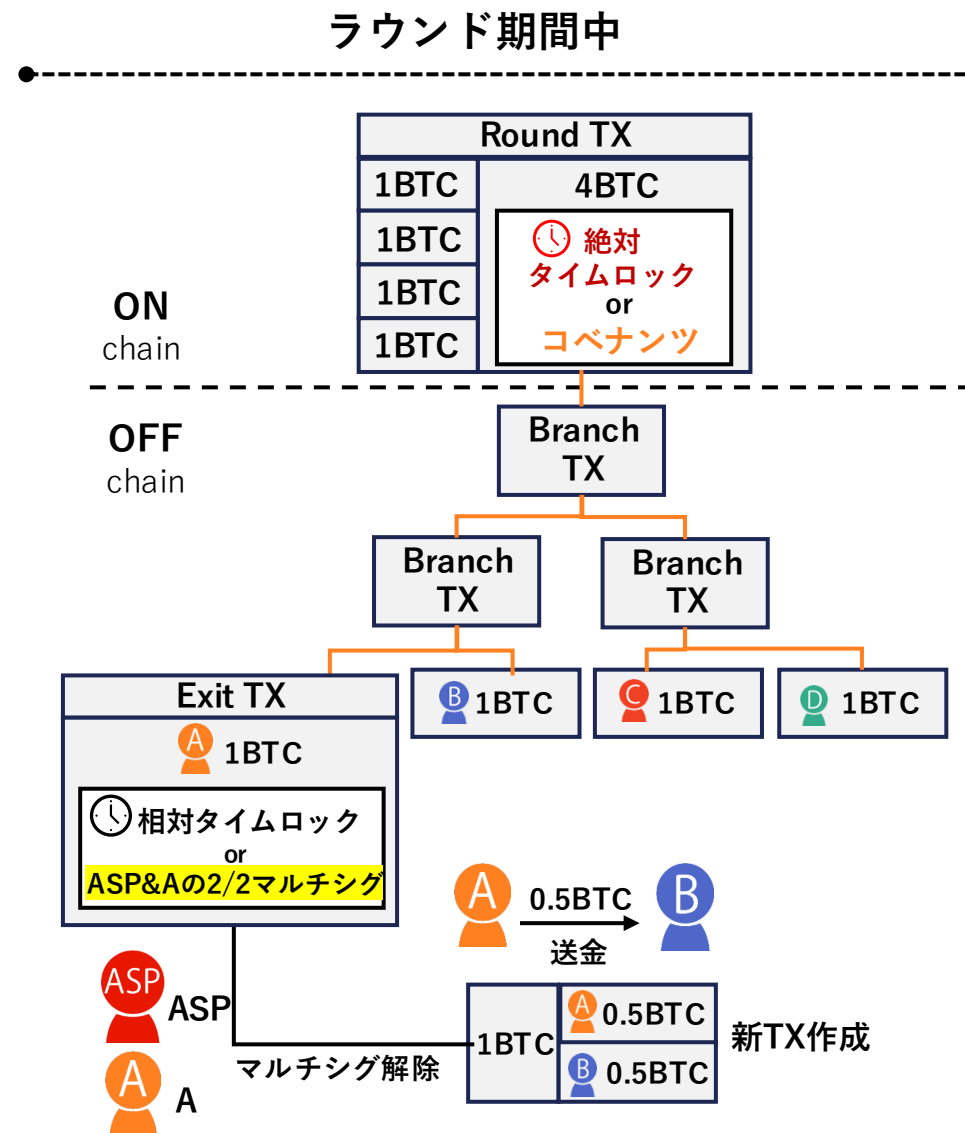 ラウンド期間中
Round TX
1BTC
1BTC
1BTC
1BTC
4BTC
絶対
タイムロック
or
コベナンツ
ON
chain
OFF
chain
Branch
TX
Branch
TX
Branch
TX
Exit TX
A 1BTC
相対タイムロック
or
ASP&Aの2/2マルチシグ
B 1BTC
C 1BTC
D 1BTC
A 0.5BTC B
送金
ASP ASP
A A
マルチシグ解除
1BTC
A 0.5BTC
B 0.5BTC
新TX作成